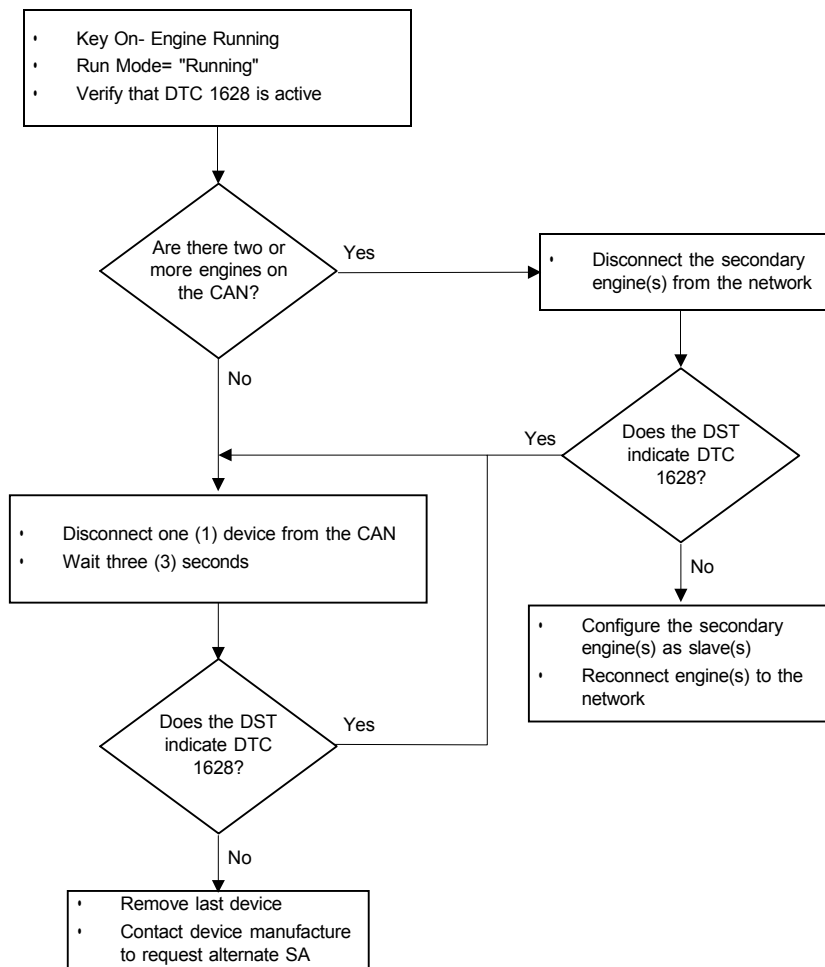 • Key On- Engine Running
• Run Mode= "Running"
• Verify that DTC 1628 is active
Are there two or
more engines on
the CAN?
Yes
• Disconnect the secondary
engine(s) from the network
No
Yes
Does the DST
indicate DTC
1628?
• Disconnect one (1) device from the CAN
• Wait three (3) seconds
No
• Configure the secondary
engine(s) as slave(s)
• Reconnect engine(s) to the
network
Does the DST
indicate DTC
1628?
Yes
No
• Remove last device
• Contact device manufacture
to request alternate SA